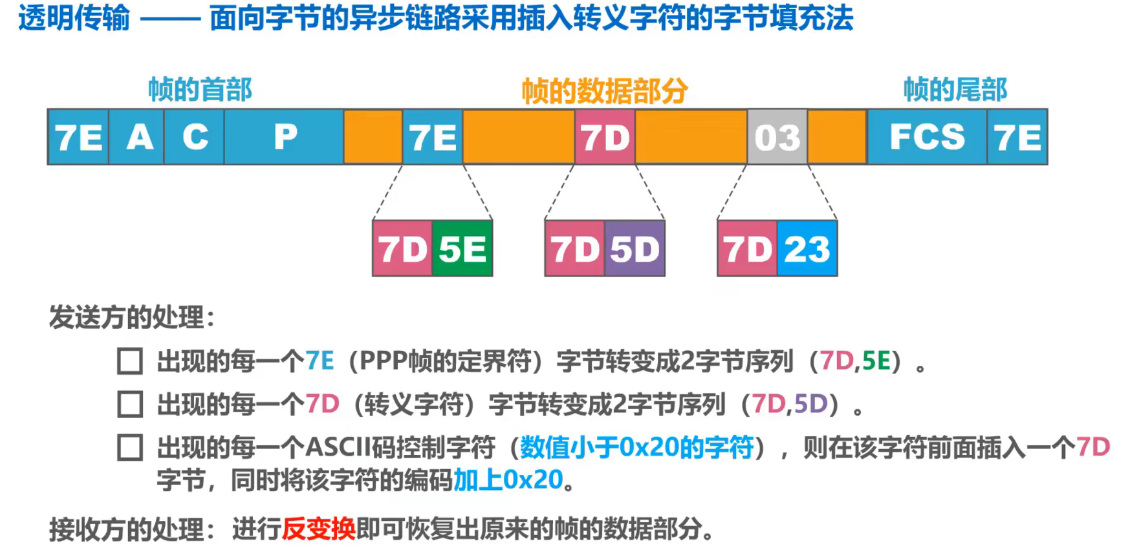 透明传输 —— 面向字节的异步链路采用插入转义字符的字节填充法
帧的首部 帧的数据部分 帧的尾部
7E A C P 7E 7D 03 FCS 7E
7D 5E 7D 5D 7D 23
发送方的处理：
出现的每一个7E（PPP帧的定界符）字节转变成2字节序列（7D,5E）。
出现的每一个7D（转义字符）字节转变成2字节序列（7D,5D）。
出现的每一个ASCII码控制字符（数值小于0x20的字符），则在该字符前面插入一个7D
字节，同时将该字符的编码加上0x20。
接收方的处理：进行反变换即可恢复出原来的帧的数据部分。